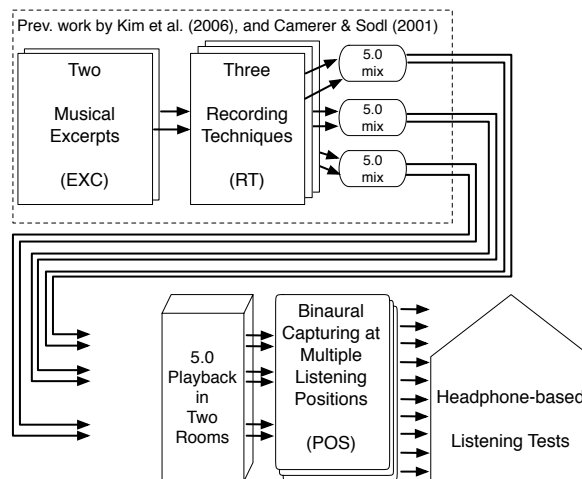 Prev. work by Kim et al. (2006), and Camerer & Sodl (2001)
Two
Musical
Excerpts
(EXC)
Three
Recording
Techniques
(RT)
5.0
mix
5.0
mix
5.0
mix
5.0
Playback
in
Two
Rooms
Binaural
Capturing at
Multiple
Listening
Positions
(POS)
Headphone-based
Listening Tests